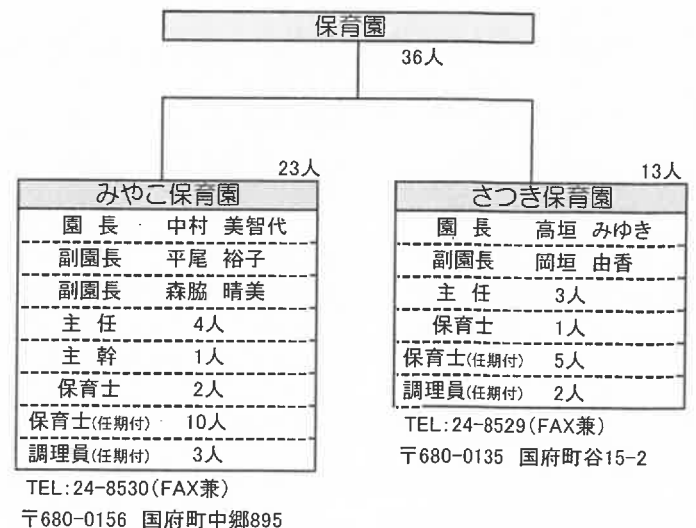 保育園
36人
23人
みやこ保育園
園 長 中村 美智代
副園長 平尾 裕子
副園長 森脇 晴美
主 任 4人
主 幹 1人
保育士 2人
保育士(任期付) 10人
調理員(任期付) 3人
TEL:24-8530(FAX兼)
〒680-0156 国府町中郷895
13人
さつき保育園
園 長 高垣 みゆき
副園長 岡垣 由香
主 任 3人
保育士 1人
保育士(任期付) 5人
調理員(任期付) 2人
TEL:24-8529(FAX兼)
〒680-0135 国府町谷15-2